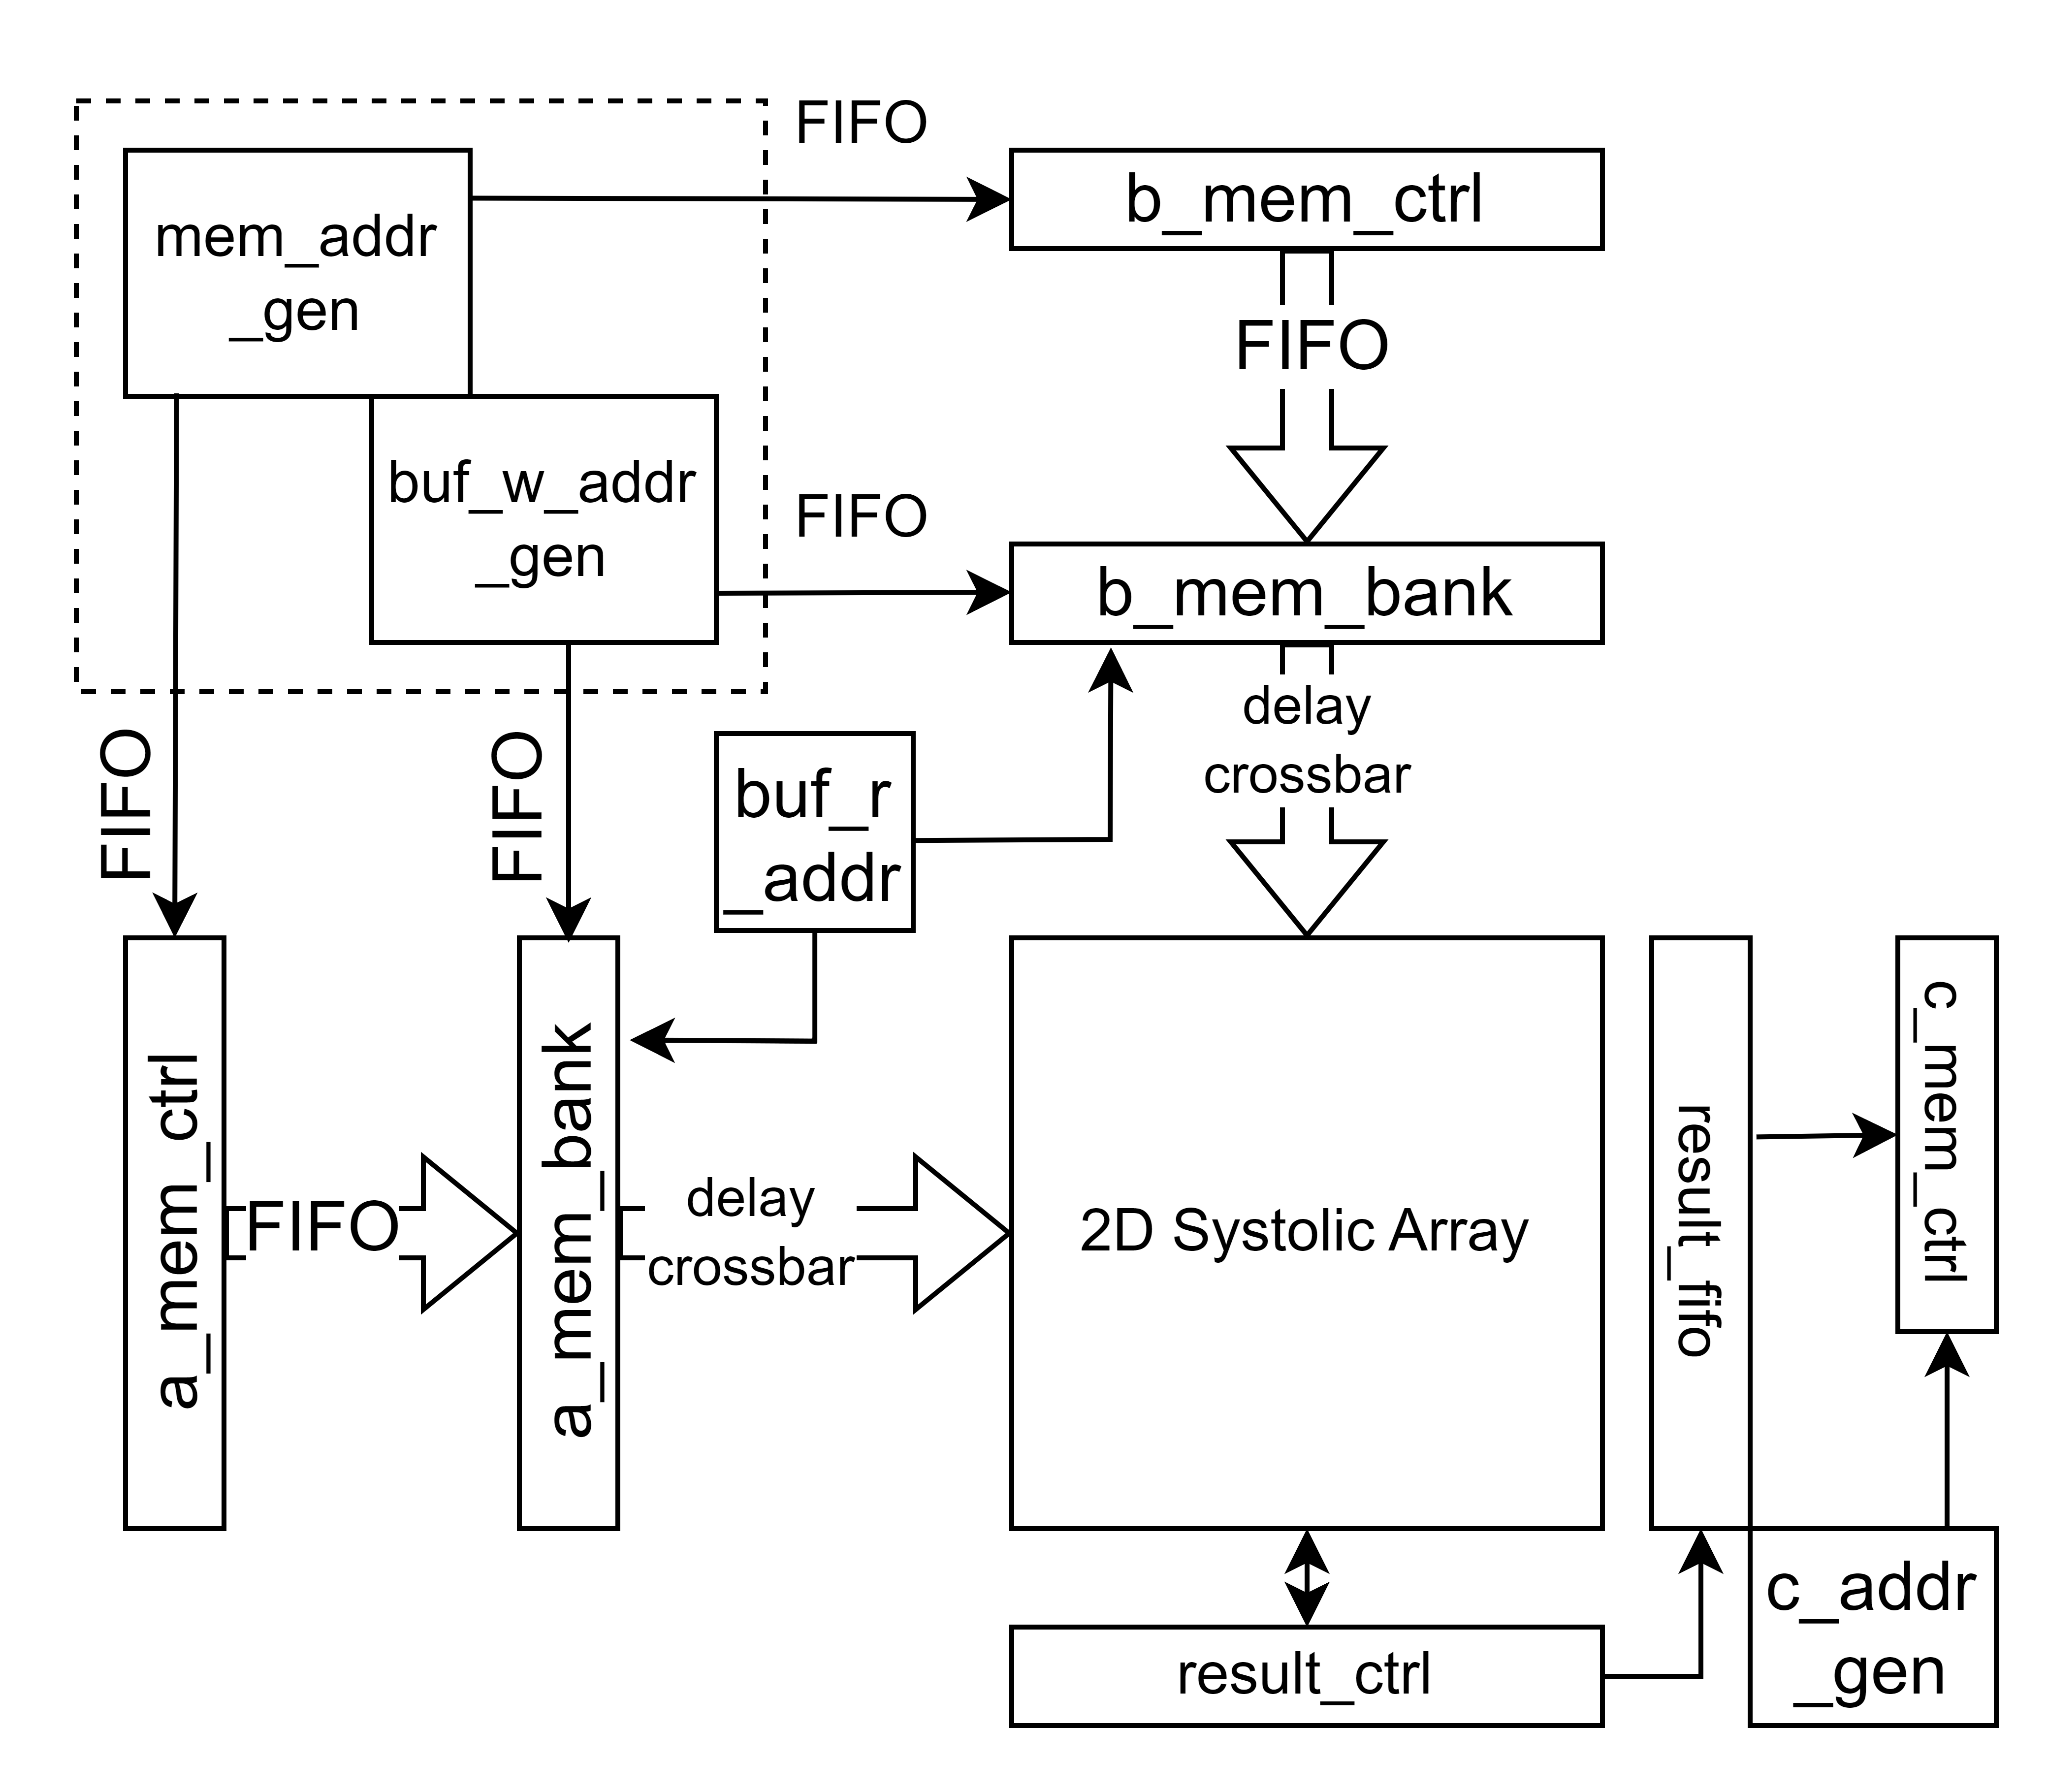 FIFO
mem_addr
_gen
b_mem_ctrl
FIFO
buf_w_addr
_gen
FIFO
b_mem_bank
delay
crossbar
FIFO
FIFO
buf_r
_addr
a_mem_ctrl
FIFO
a_mem_bank
delay
crossbar
2D Systolic Array
result_fifo
c_mem_ctrl
result_ctrl
c_addr
_gen